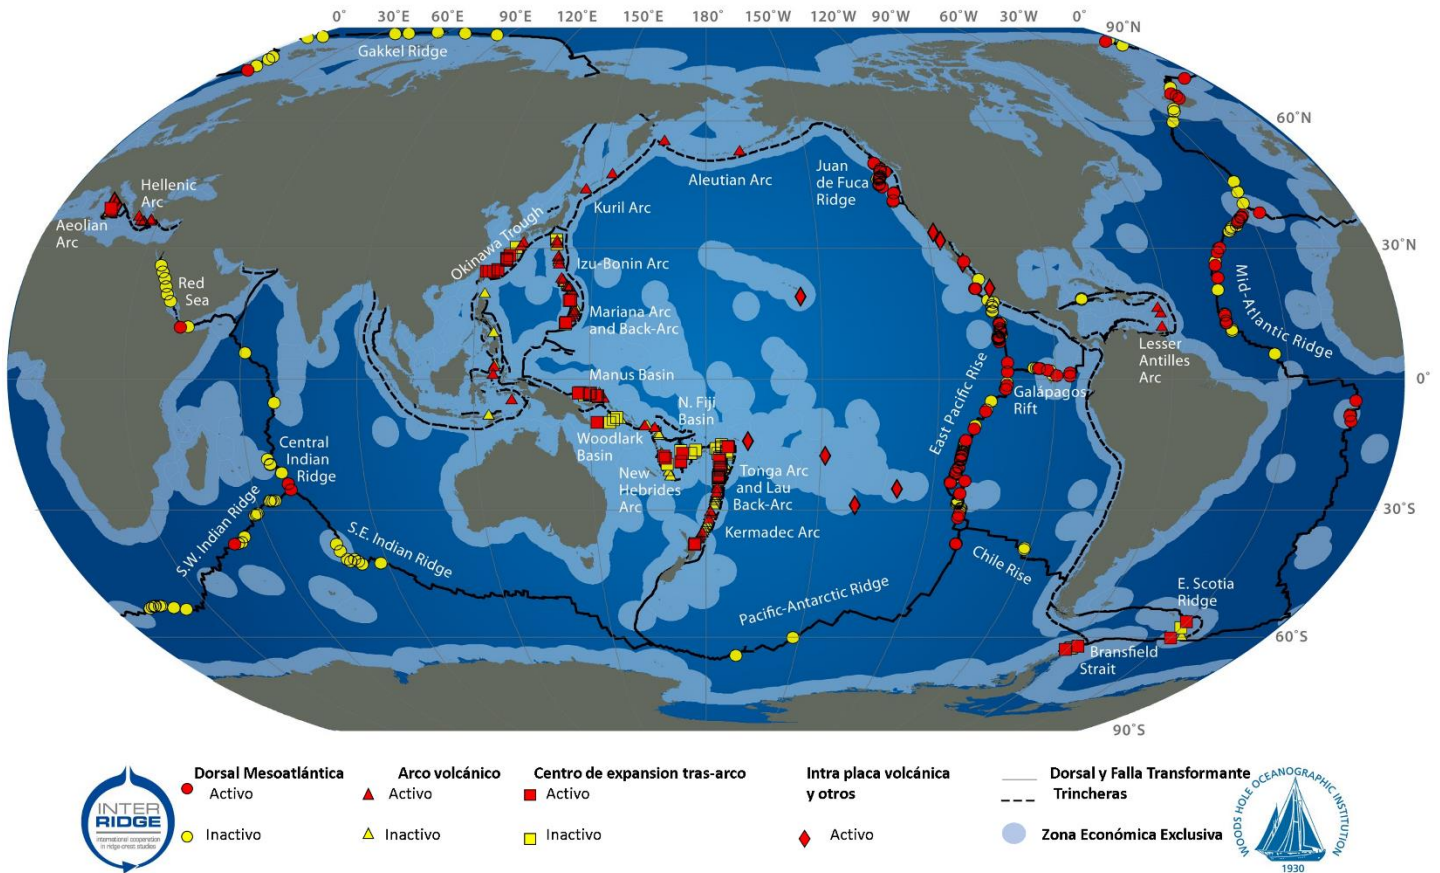 0° 30°E 60°E 90°E 120°E 150°E 180° 150°W 120°W 90°W 60°W 30°W 0°
90°N
Gakkel Ridge
60°N
Aleutian Arc
Juan
de Fuca
Ridge
Hellenic
Arc
Aeolian
Arc
Kuril Arc
Okinawa Trough
30°N
Izu-Bonin Arc
Red
Sea
Mid-Atlantic Ridge
Mariana Arc
and Back-Arc
Lesser
Antilles
Arc
Manus Basin
0°
Galápagos
Rift
East Pacific Rise
N. Fiji
Basin
Woodlark
Basin
Central
Indian
Ridge
New
Hebrides
Arc
Tonga Arc
and Lau
Back-Arc
S.W. Indian Ridge
30°S
S.E. Indian Ridge
Kermadec Arc
Chile Rise
Pacific-Antarctic Ridge
E. Scotia
Ridge
60°S
Bransfield
Strait
90°S
INTER
RIDGE
international cooperation
in ridge-crest studies
Dorsal Mesoatlántica
Activo
Inactivo
Arco volcánico
Activo
Inactivo
Centro de expansion tras-arco
Activo
Inactivo
Intra placa volcánica
y otros
Activo
Dorsal y Falla Transformante
Trincheras
Zona Económica Exclusiva
WOODS HOLE OCEANOGRAPHIC INSTITUTION
1930